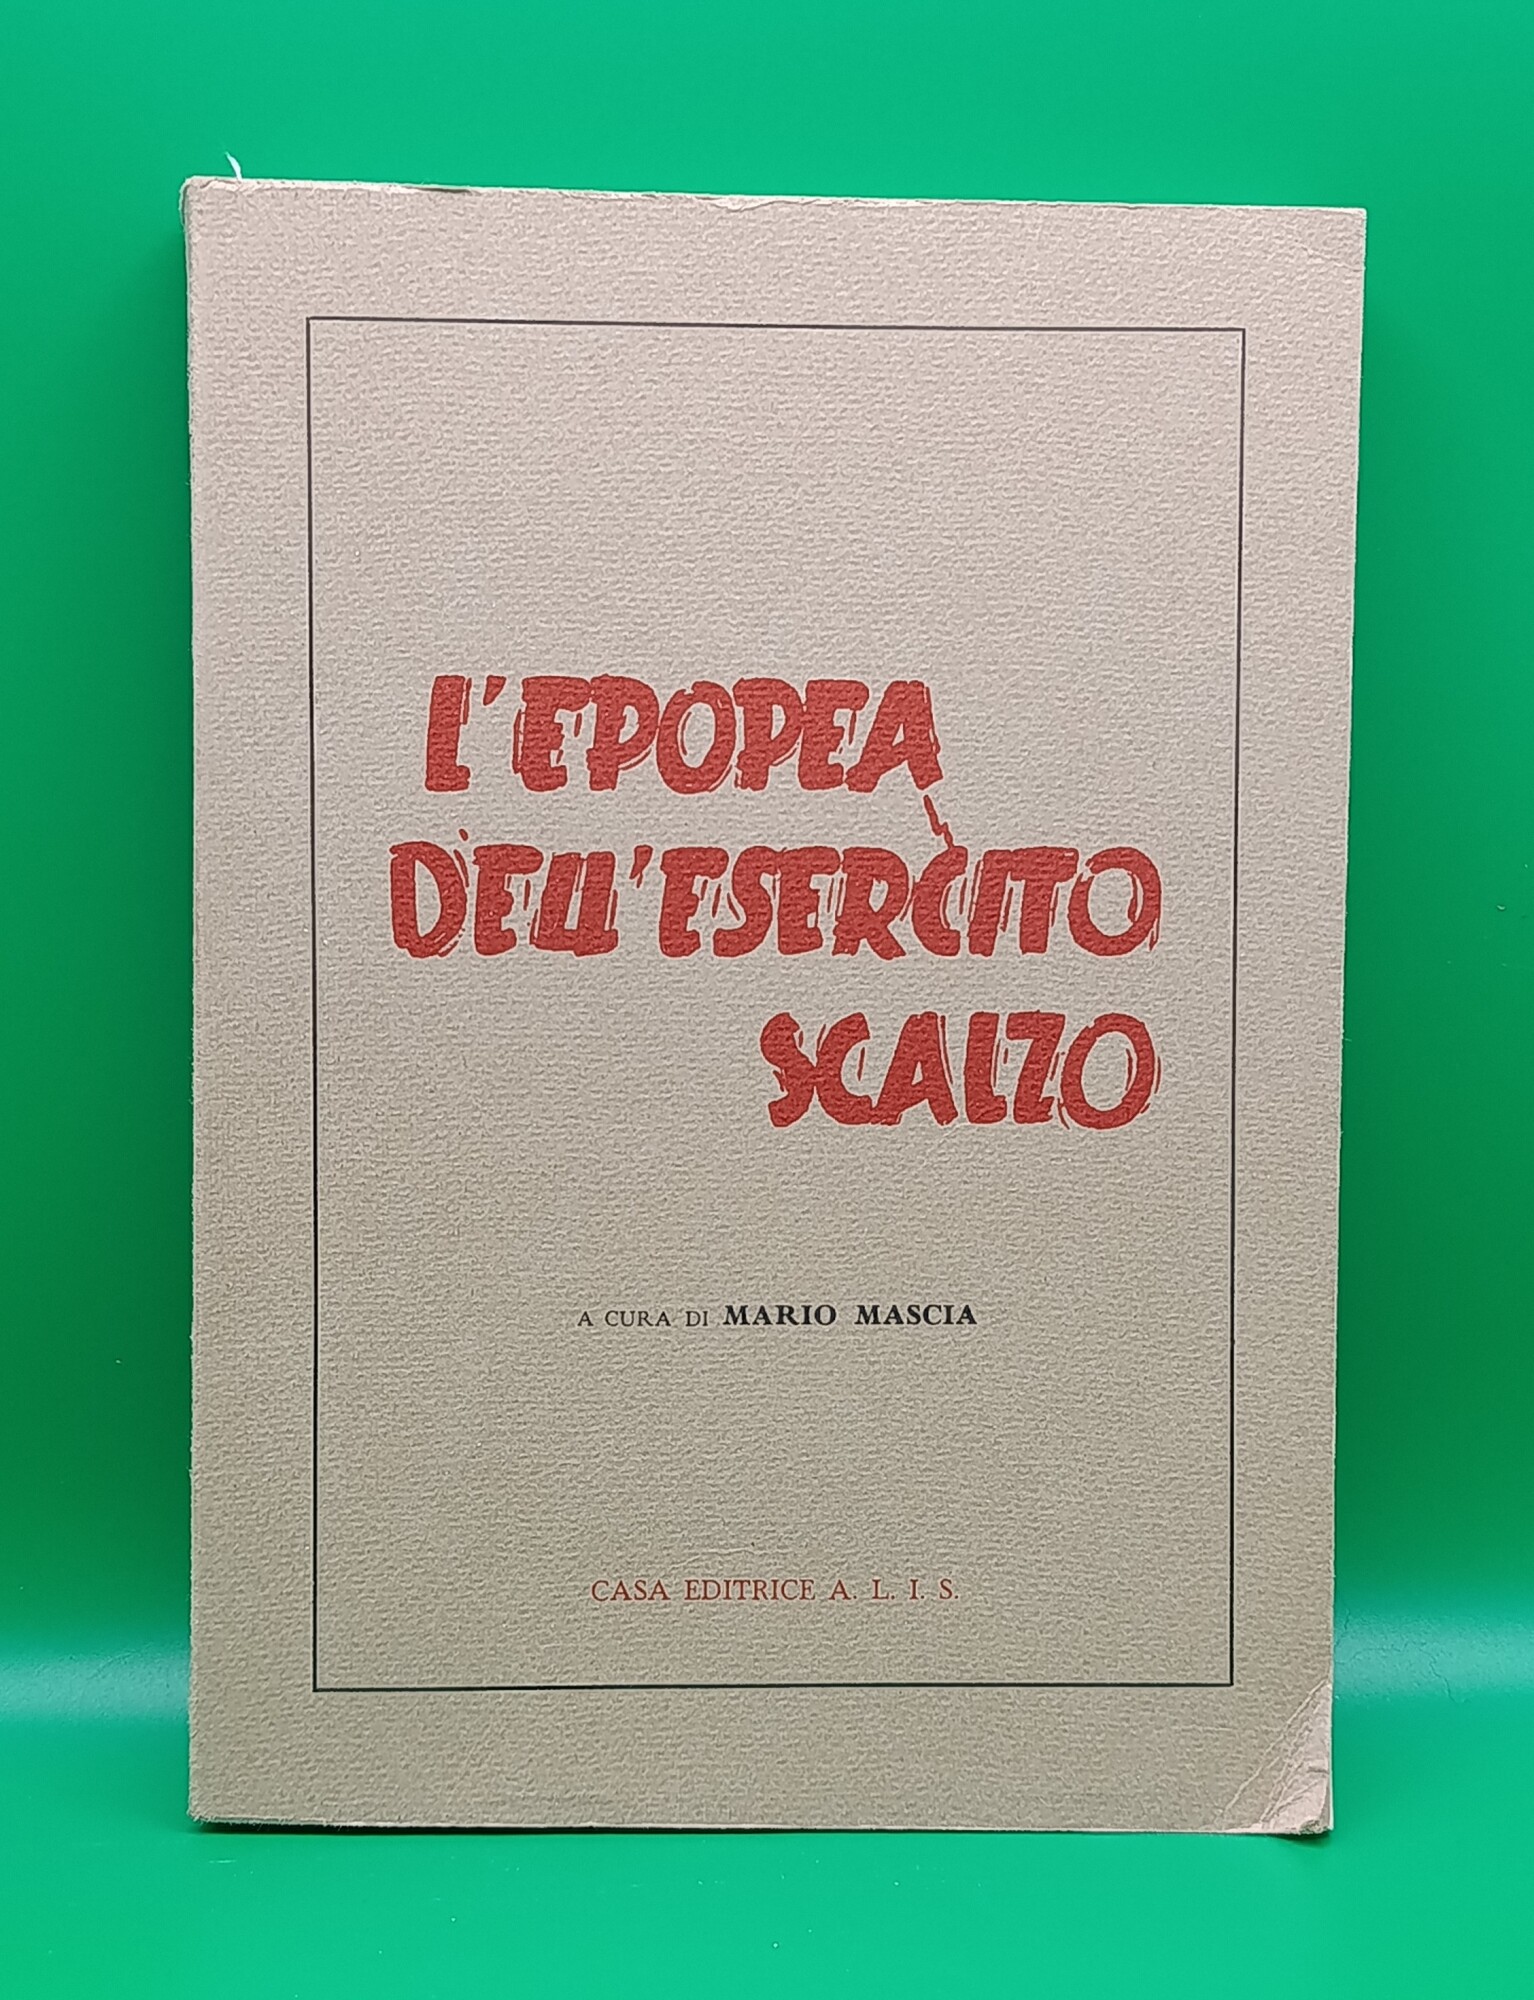 L'EPOPEA
DELL'ESERCITO
SCALZO
A CURA DI MARIO MASCIA
CASA EDITRICE A. L. I. S.